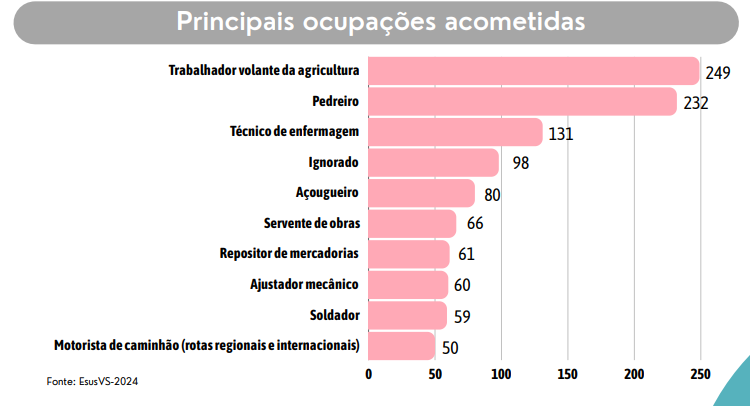 Principais ocupações acometidas
Trabalhador volante da agricultura 249
Pedreiro 232
Técnico de enfermagem 131
Ignorado 98
Açougueiro 80
Servente de obras 66
Repositor de mercadorias 61
Ajustador mecânico 60
Soldador 59
Motorista de caminhão (rotas regionais e internacionais) 50
0 50 100 150 200 250
Fonte: EsusVS-2024